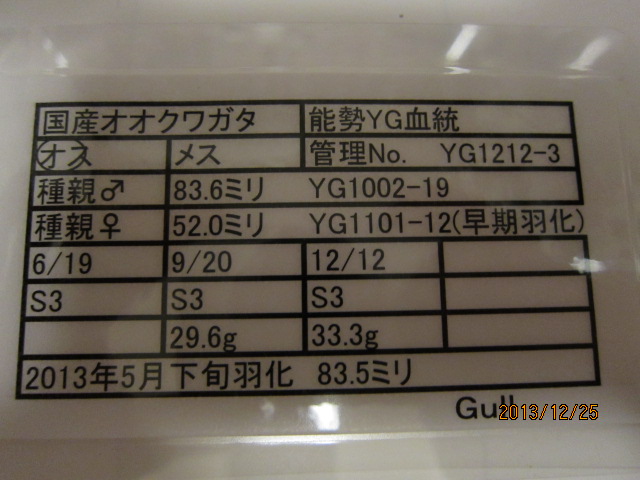 国産オオクワガタ 能勢YG血統
オス メス 管理No. YG1212-3
種親♂ 83.6ミリ YG1002-19
種親♀ 52.0ミリ YG1101-12(早期羽化)
6/19 9/20 12/12
S3 S3 S3
29.6g 33.3g
2013年5月下旬羽化 83.5ミリ
Gull
2013/12/25